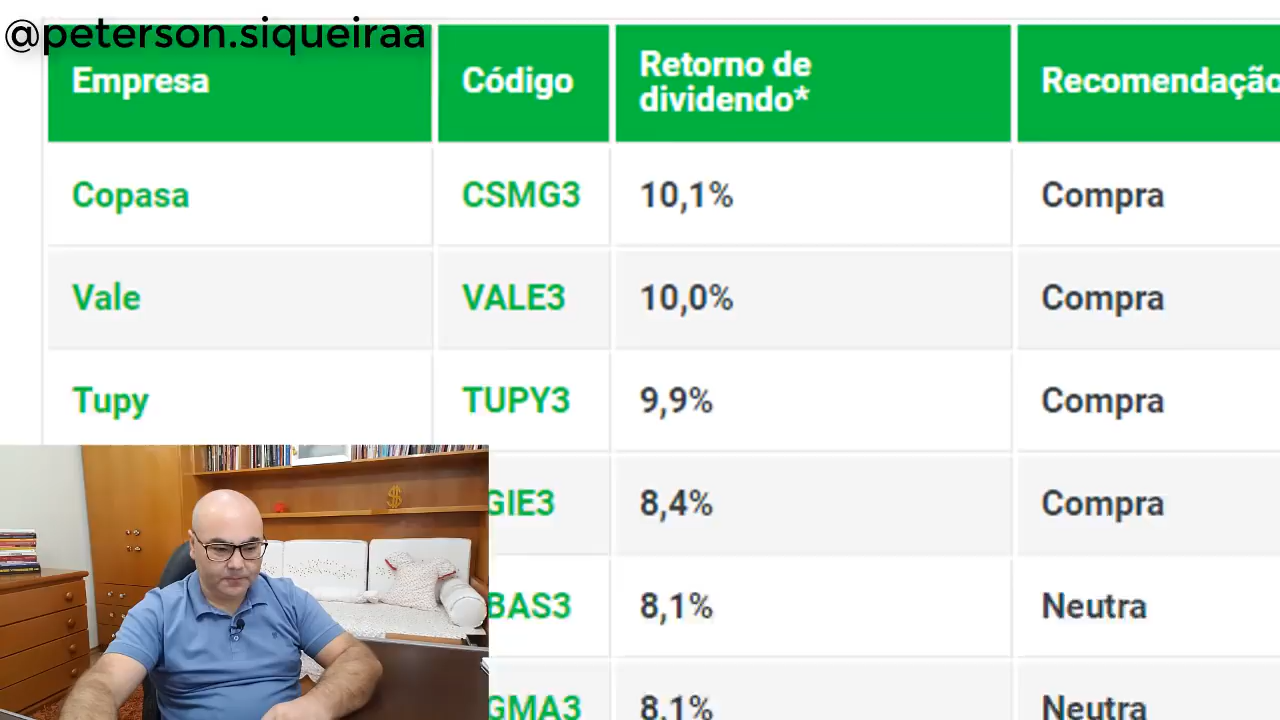 @peterson.siqueiraa
Empresa Código Retorno de dividendo* Recomendação
Copasa CSMG3 10,1% Compra
Vale VALE3 10,0% Compra
Tupy TUPY3 9,9% Compra
GIE3 8,4% Compra
BAS3 8,1% Neutra
GMA3 8,1% Neutra